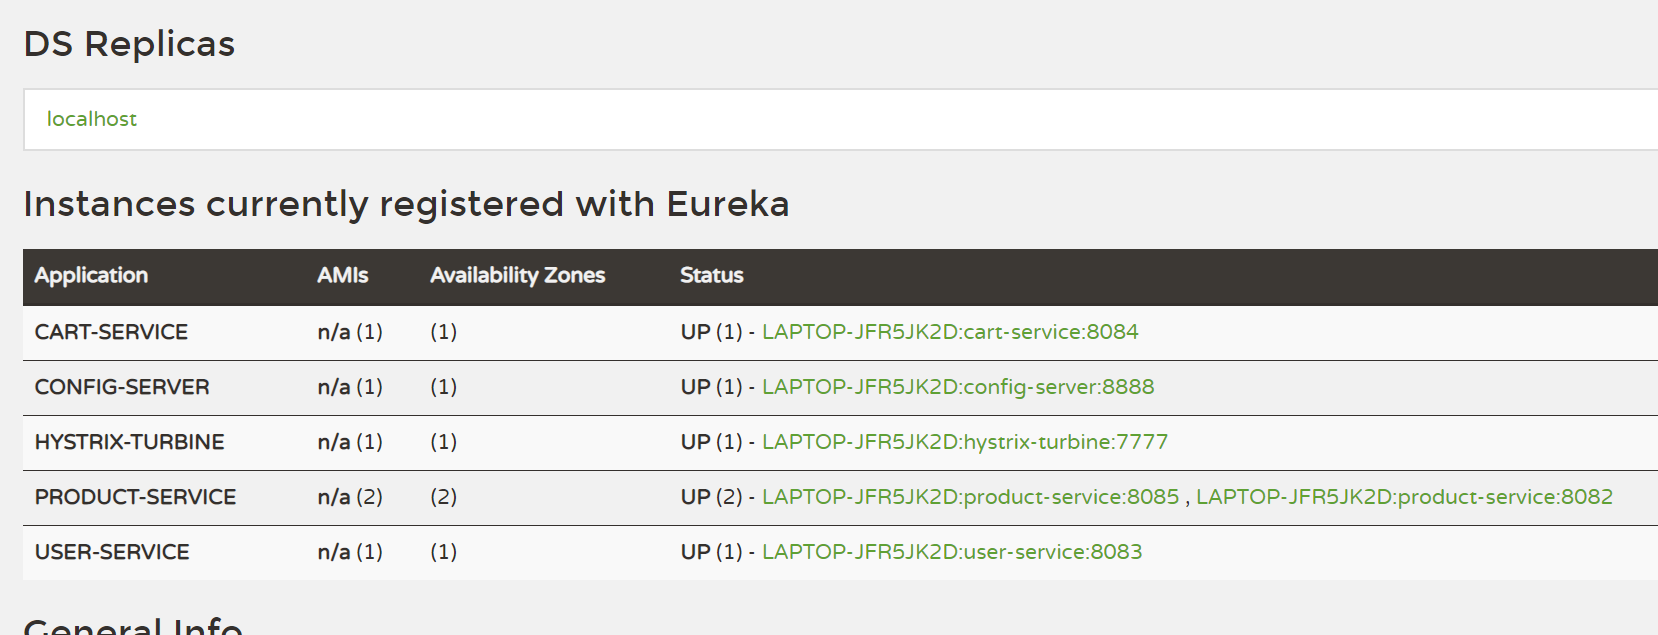 DS Replicas
localhost
Instances currently registered with Eureka
Application AMIs Availability Zones Status
CART-SERVICE n/a (1) (1) UP (1) - LAPTOP-JFR5JK2D:cart-service:8084
CONFIG-SERVER n/a (1) (1) UP (1) - LAPTOP-JFR5JK2D:config-server:8888
HYSTRIX-TURBINE n/a (1) (1) UP (1) - LAPTOP-JFR5JK2D:hystrix-turbine:7777
PRODUCT-SERVICE n/a (2) (2) UP (2) - LAPTOP-JFR5JK2D:product-service:8085 , LAPTOP-JFR5JK2D:product-service:8082
USER-SERVICE n/a (1) (1) UP (1) - LAPTOP-JFR5JK2D:user-service:8083
General Info